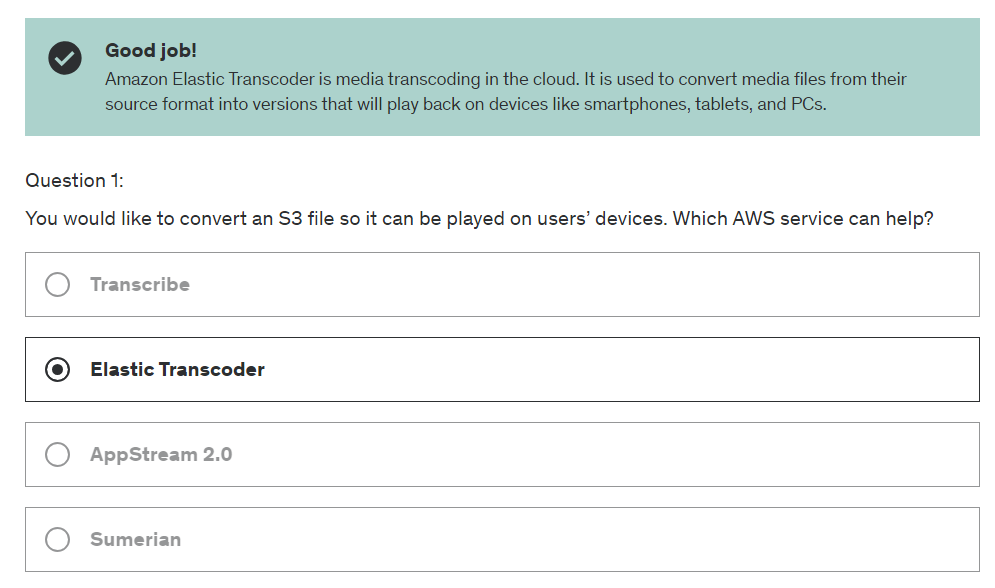 Good job!
Amazon Elastic Transcoder is media transcoding in the cloud. It is used to convert media files from their
source format into versions that will play back on devices like smartphones, tablets, and PCs.
Question 1:
You would like to convert an S3 file so it can be played on users’ devices. Which AWS service can help?
Transcribe
Elastic Transcoder
AppStream 2.0
Sumerian